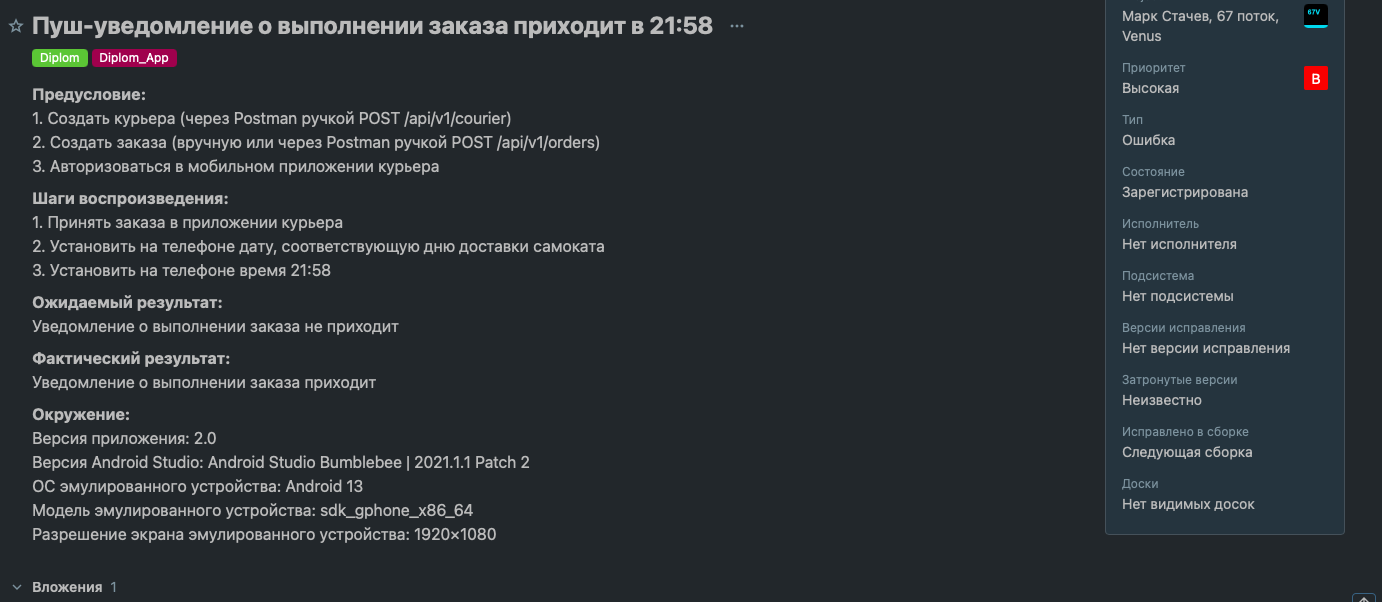 Пуш-уведомление о выполнении заказа приходит в 21:58 ...
Diplom Diplom_App
Предусловие:
1. Создать курьера (через Postman ручкой POST /api/v1/courier)
2. Создать заказа (вручную или через Postman ручкой POST /api/v1/orders)
3. Авторизоваться в мобильном приложении курьера
Шаги воспроизведения:
1. Принять заказа в приложении курьера
2. Установить на телефоне дату, соответствующую дню доставки самоката
3. Установить на телефоне время 21:58
Ожидаемый результат:
Уведомление о выполнении заказа не приходит
Фактический результат:
Уведомление о выполнении заказа приходит
Окружение:
Версия приложения: 2.0
Версия Android Studio: Android Studio Bumblebee | 2021.1.1 Patch 2
ОС эмулированного устройства: Android 13
Модель эмулированного устройства: sdk_gphone_x86_64
Разрешение экрана эмулированного устройства: 1920×1080
Вложения 1
Марк Стачев, 67 поток,
Venus
67V
Приоритет
Высокая
В
Тип
Ошибка
Состояние
Зарегистрирована
Исполнитель
Нет исполнителя
Подсистема
Нет подсистемы
Версии исправления
Нет версии исправления
Затронутые версии
Неизвестно
Исправлено в сборке
Следующая сборка
Доски
Нет видимых досок